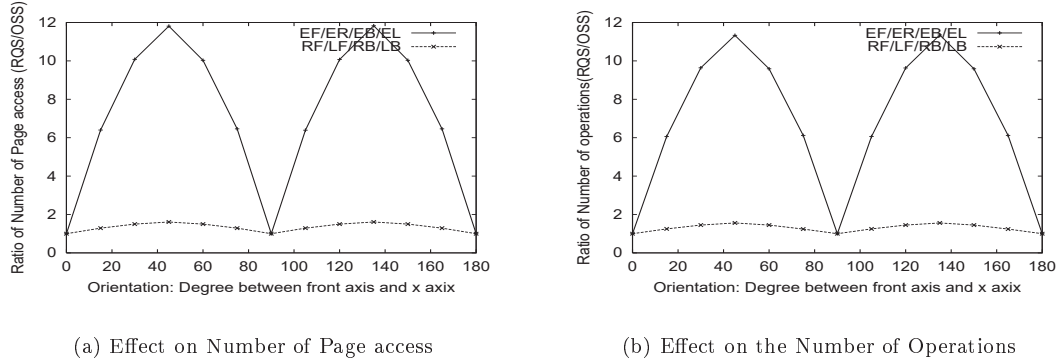 12
10
8
6
4
2
0
0 20 40 60 80 100 120 140 160 180
Ratio of Number of Page access (RQS/OSS)
EF/ER/EB/EL
RF/LF/RB/LB
Orientation: Degree between front axis and x axix
(a) Effect on Number of Page access
12
10
8
6
4
2
0
0 20 40 60 80 100 120 140 160 180
Ratio of Number of operations(RQS/OSS)
EF/ER/EB/EL
RF/LF/RB/LB
Orientation: Degree between front axis and x axix
(b) Effect on the Number of Operations